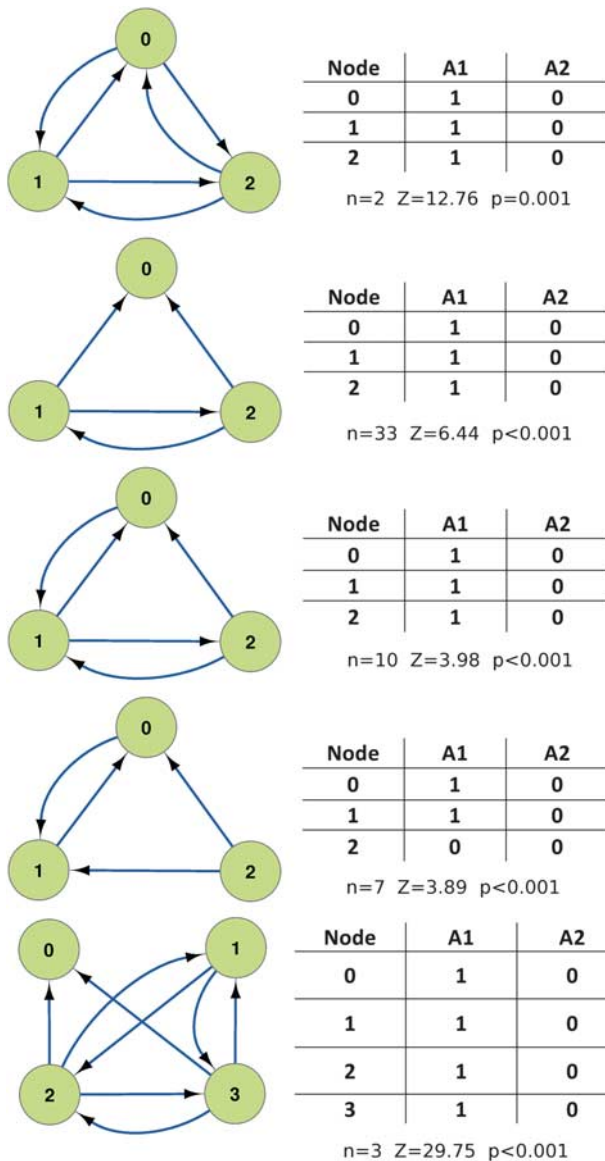 0
1 2
Node A1 A2
0 1 0
1 1 0
2 1 0
n=2 Z=12.76 p=0.001
0
1 2
Node A1 A2
0 1 0
1 1 0
2 1 0
n=33 Z=6.44 p<0.001
0
1 2
Node A1 A2
0 1 0
1 1 0
2 1 0
n=10 Z=3.98 p<0.001
0
1 2
Node A1 A2
0 1 0
1 1 0
2 0 0
n=7 Z=3.89 p<0.001
0 1
2 3
Node A1 A2
0 1 0
1 1 0
2 1 0
3 1 0
n=3 Z=29.75 p<0.001